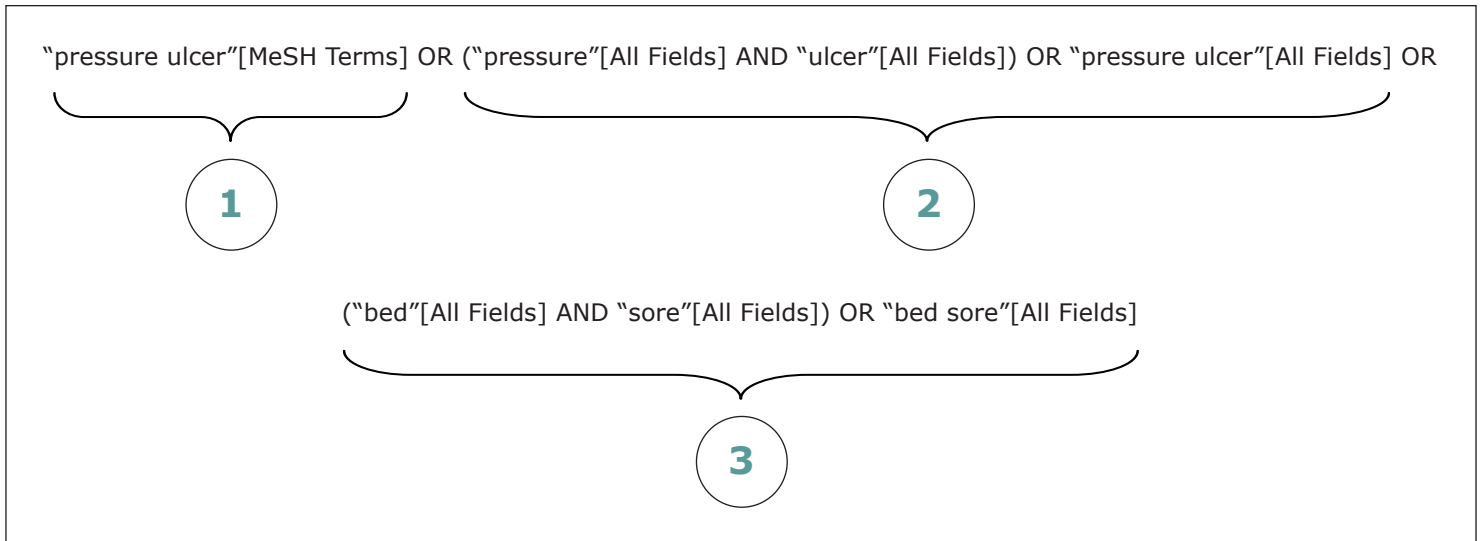 “pressure ulcer”[MeSH Terms] OR (“pressure”[All Fields] AND “ulcer”[All Fields]) OR “pressure ulcer”[All Fields] OR
1
2
(“bed”[All Fields] AND “sore”[All Fields]) OR “bed sore”[All Fields]
3